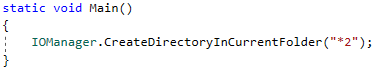 static void Main()
{
    IOManager.CreateDirectoryInCurrentFolder("*2");
}